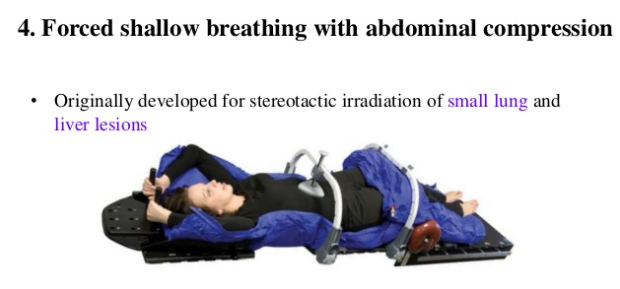 4. Forced shallow breathing with abdominal compression
• Originally developed for stereotactic irradiation of small lung and
liver lesions